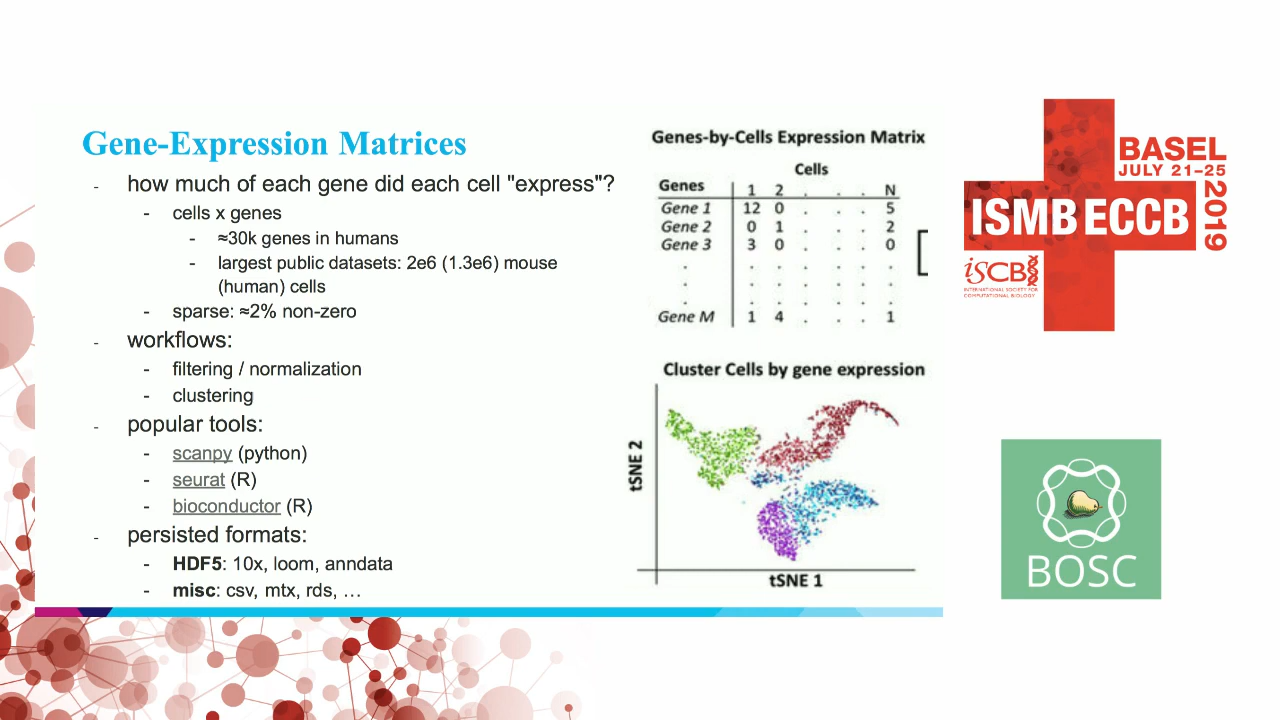 Gene-Expression Matrices
- how much of each gene did each cell "express"?
- cells x genes
- ≈30k genes in humans
- largest public datasets: 2e6 (1.3e6) mouse
(human) cells
- sparse: ≈2% non-zero
- workflows:
- filtering / normalization
- clustering
- popular tools:
- scanpy (python)
- seurat (R)
- bioconductor (R)
- persisted formats:
- HDF5: 10x, loom, anndata
- misc: csv, mtx, rds, …
Genes-by-Cells Expression Matrix
Cells
Genes 1 2 . . . N
Gene 1 12 0 . . . 5
Gene 2 0 1 . . . 2
Gene 3 3 0 . . . 0
. . . . . . .
. . . . . . .
. . . . . . .
Gene M 1 4 . . . 1
Cluster Cells by gene expression
tSNE 2
tSNE 1
BASEL
JULY 21–25
2019
ISMB ECCB
iSCB
INTERNATIONAL SOCIETY FOR
COMPUTATIONAL BIOLOGY
BOSC